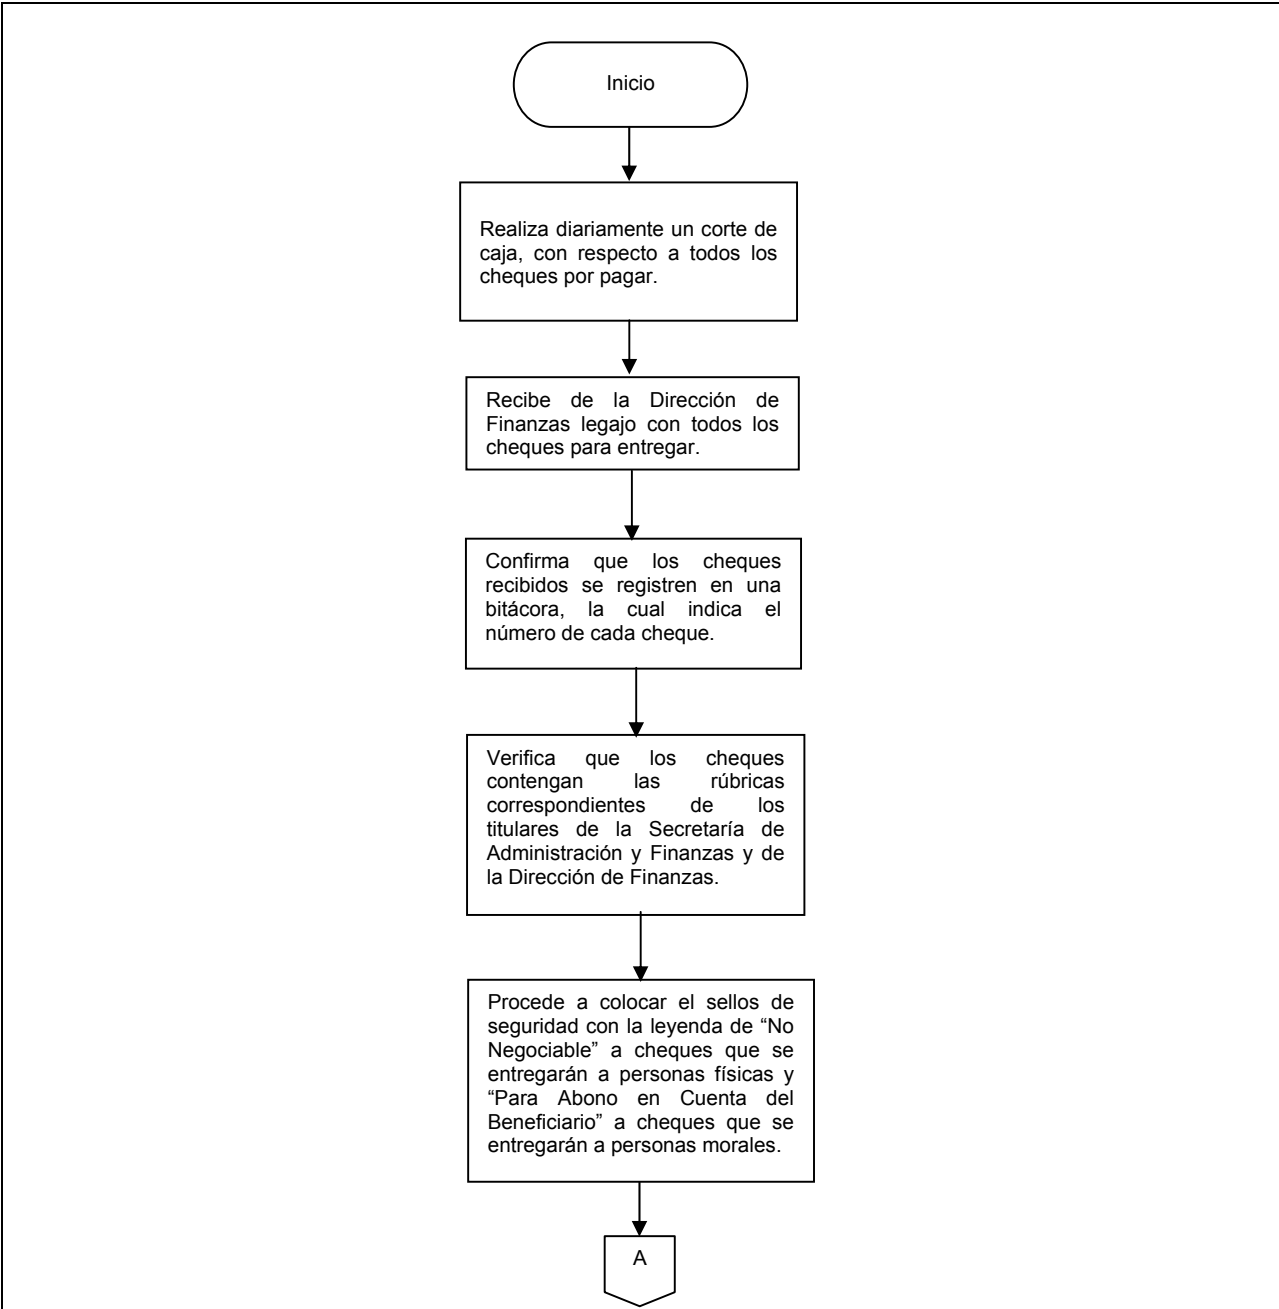 Inicio
Realiza diariamente un corte de
caja, con respecto a todos los
cheques por pagar.
Recibe de la Dirección de
Finanzas legajo con todos los
cheques para entregar.
Confirma que los cheques
recibidos se registren en una
bitácora, la cual indica el
número de cada cheque.
Verifica que los cheques
contengan las rúbricas
correspondientes de los
titulares de la Secretaría de
Administración y Finanzas y de
la Dirección de Finanzas.
Procede a colocar el sellos de
seguridad con la leyenda de “No
Negociable” a cheques que se
entregarán a personas físicas y
“Para Abono en Cuenta del
Beneficiario” a cheques que se
entregarán a personas morales.
A